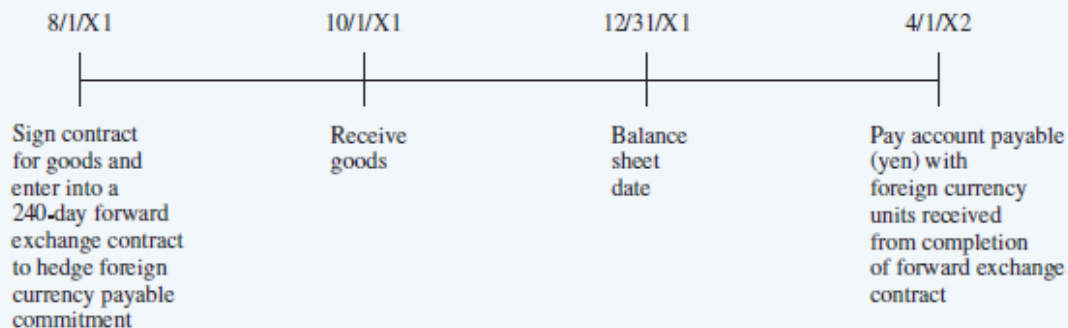 8/1/X1 10/1/X1 12/31/X1 4/1/X2
Sign contract
for goods and
enter into a
240-day forward
exchange contract
to hedge foreign
currency payable
commitment
Receive
goods
Balance
sheet
date
Pay account payable
(yen) with
foreign currency
units received
from completion
of forward exchange
contract